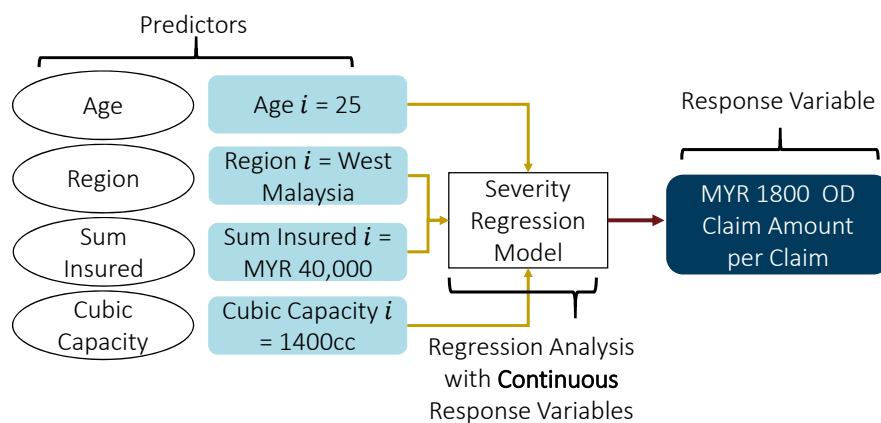 Predictors
Response Variable
Age
Age i = 25
Region
Region i = West
Malaysia
Sum
Insured
Sum Insured i =
MYR 40,000
Cubic
Capacity
Cubic Capacity i
= 1400cc
Severity
Regression
Model
MYR 1800  OD
Claim Amount
per Claim
Regression Analysis
with Continuous
Response Variables